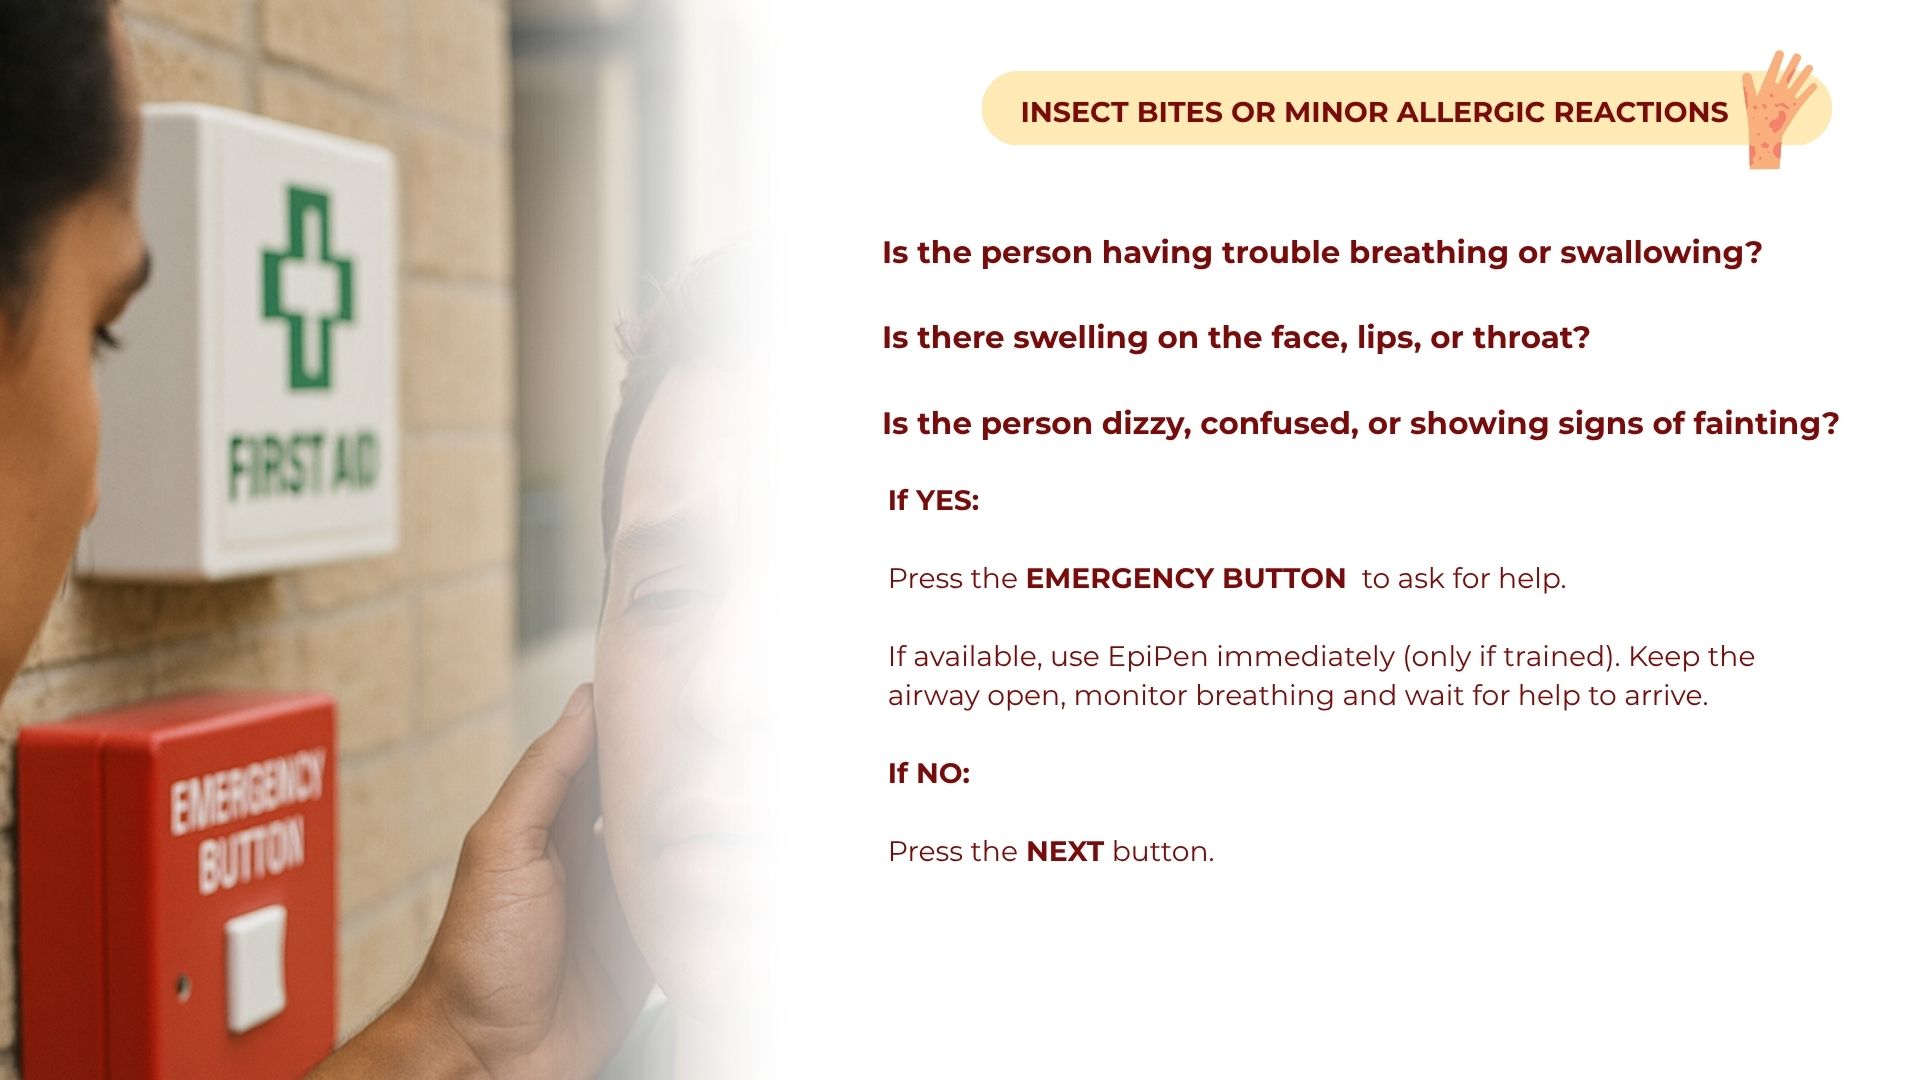 FIRST AID
EMERGENCY
BUTTON
INSECT BITES OR MINOR ALLERGIC REACTIONS
Is the person having trouble breathing or swallowing?
Is there swelling on the face, lips, or throat?
Is the person dizzy, confused, or showing signs of fainting?
If YES:
Press the EMERGENCY BUTTON to ask for help.
If available, use EpiPen immediately (only if trained). Keep the
airway open, monitor breathing and wait for help to arrive.
If NO:
Press the NEXT button.